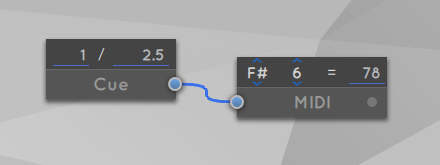 1 / 2.5
Cue
F# 6 = 78
MIDI